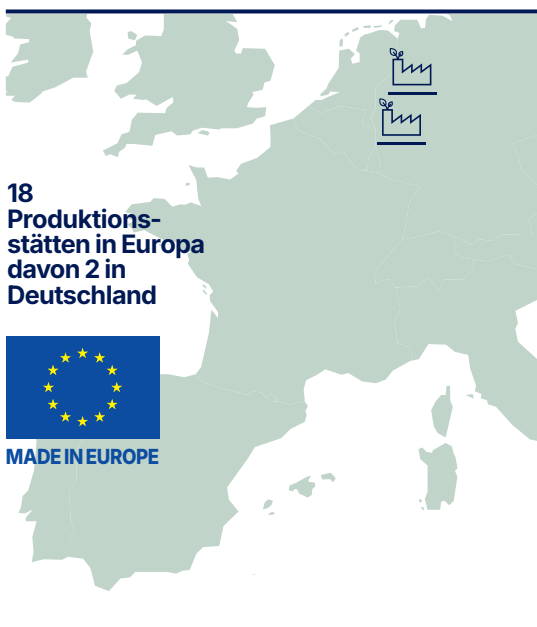 18
Produktions-
stätten in Europa
davon 2 in
Deutschland
MADE IN EUROPE